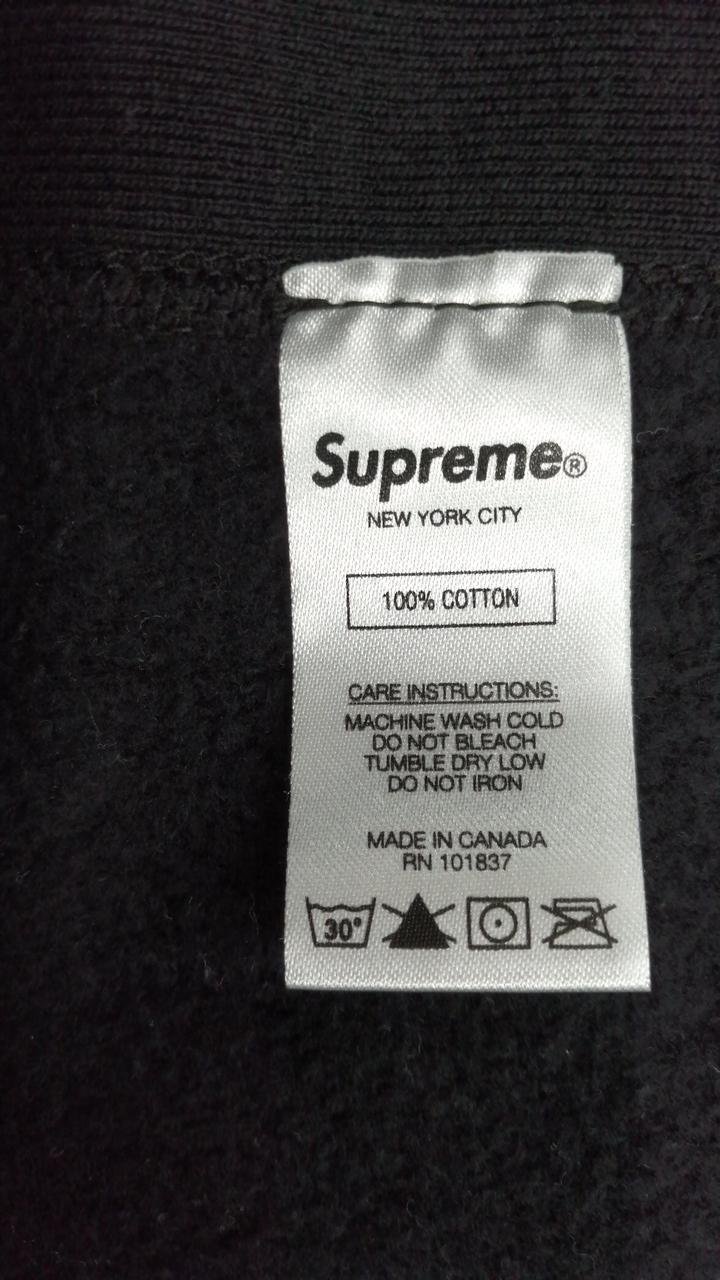 Supreme®
NEW YORK CITY
100% COTTON
CARE INSTRUCTIONS:
MACHINE WASH COLD
DO NOT BLEACH
TUMBLE DRY LOW
DO NOT IRON
MADE IN CANADA
RN 101837
30°